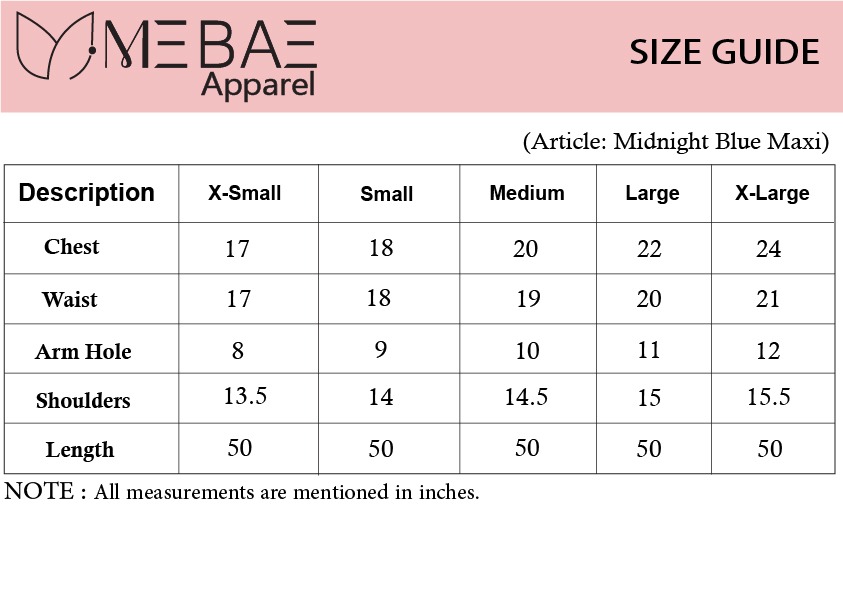 MEBAE
Apparel
SIZE GUIDE
(Article: Midnight Blue Maxi)
Description X-Small Small Medium Large X-Large
Chest 17 18 20 22 24
Waist 17 18 19 20 21
Arm Hole 8 9 10 11 12
Shoulders 13.5 14 14.5 15 15.5
Length 50 50 50 50 50
NOTE : All measurements are mentioned in inches.